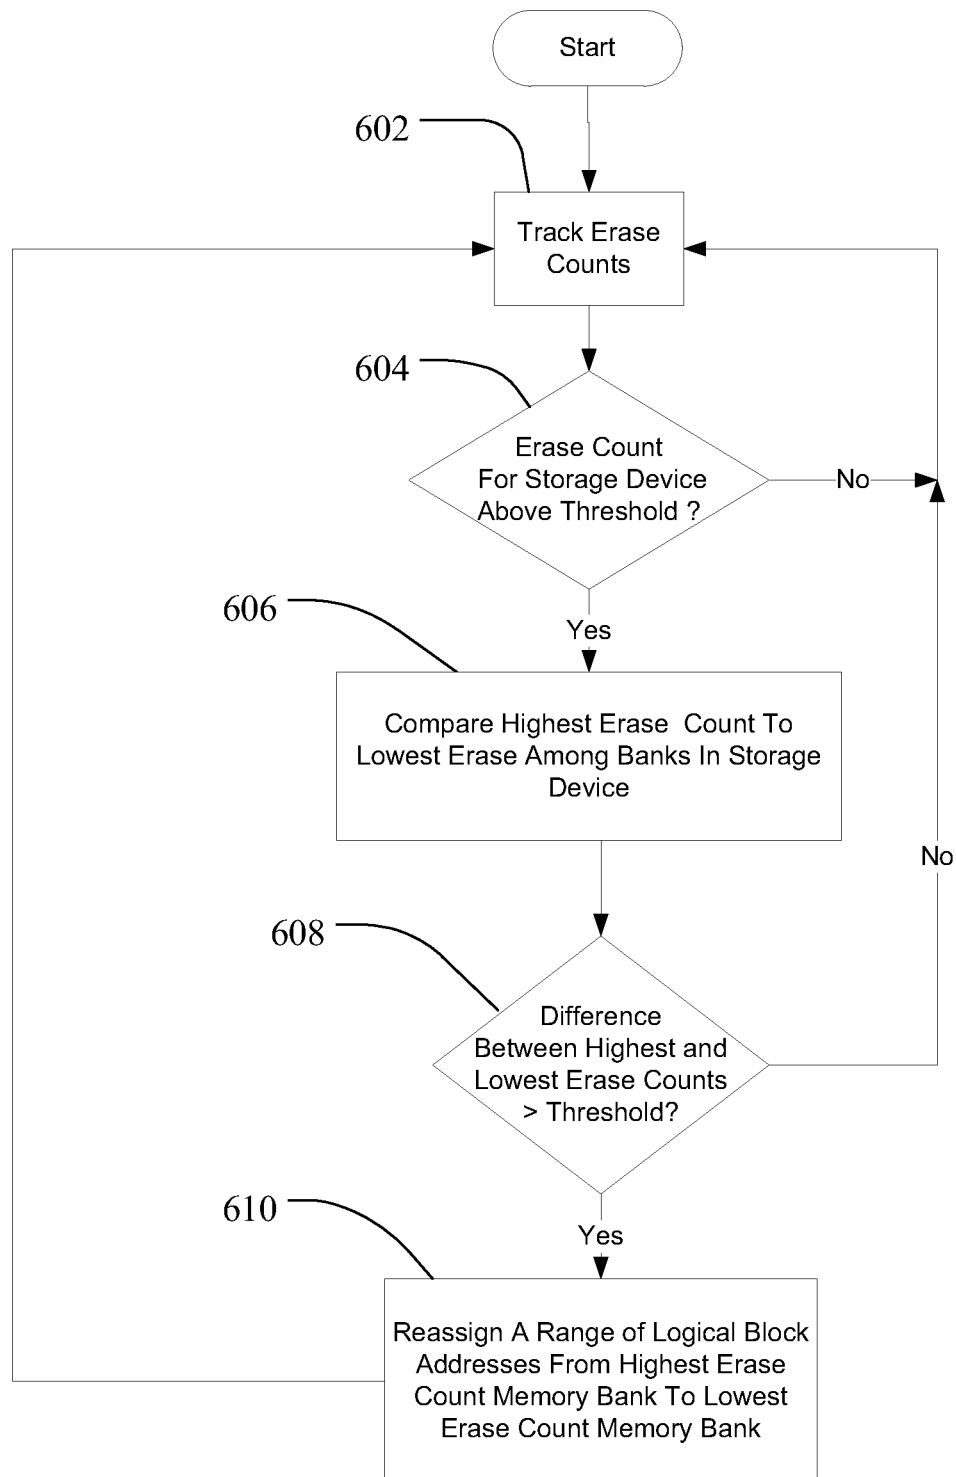 Start
602
Track Erase
Counts
604
Erase Count
For Storage Device
Above Threshold ?
No
Yes
606
Compare Highest Erase  Count To
Lowest Erase Among Banks In Storage
Device
No
608
Difference
Between Highest and
Lowest Erase Counts
> Threshold?
Yes
610
Reassign A Range of Logical Block
Addresses From Highest Erase
Count Memory Bank To Lowest
Erase Count Memory Bank